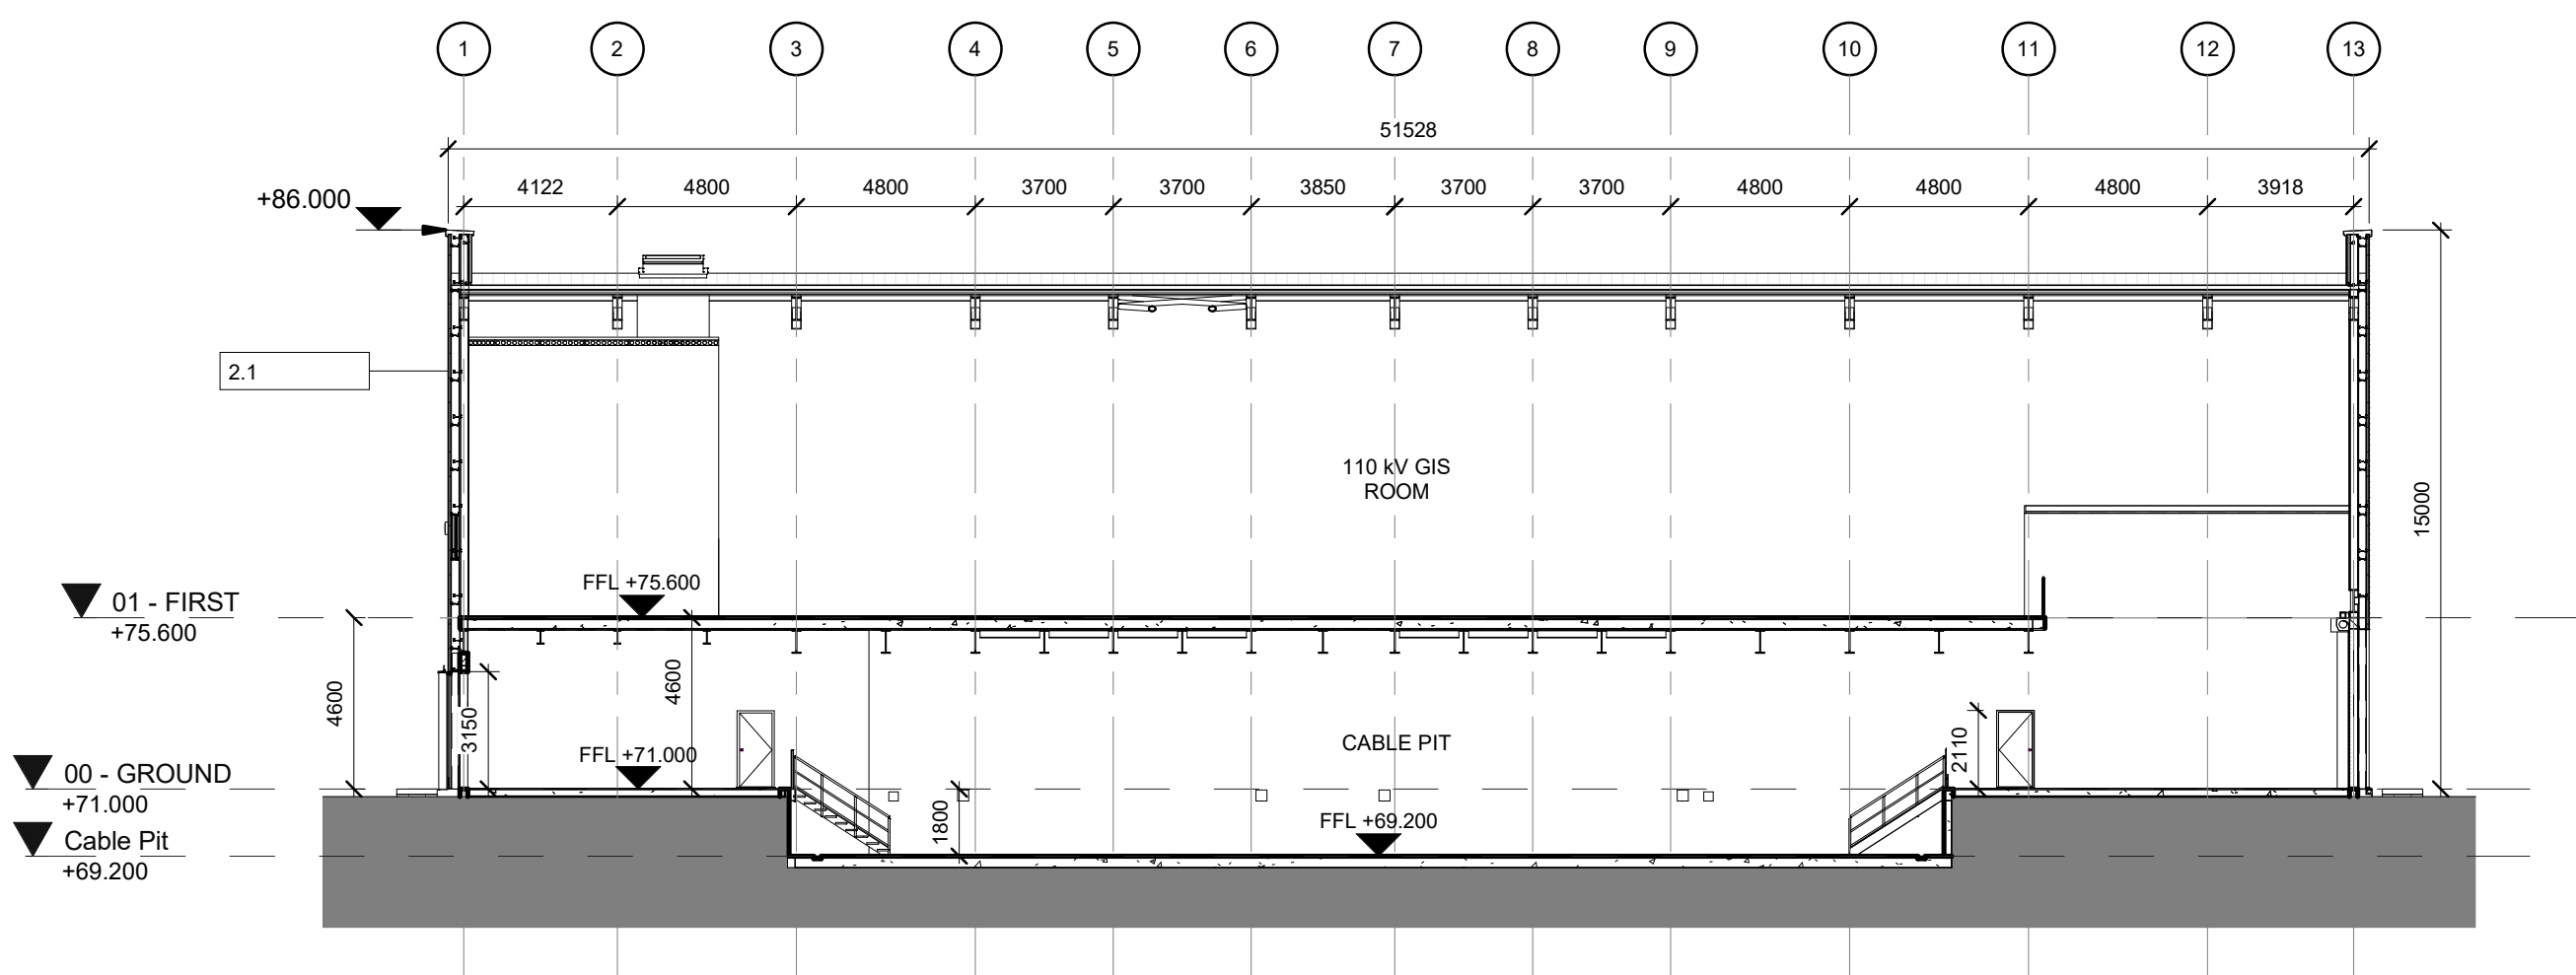 1 2 3 4 5 6 7 8 9 10 11 12 13
51528
4122 4800 4800 3700 3700 3850 3700 3700 4800 4800 4800 3918
+86.000
2.1
110 kV GIS
ROOM
15000
FFL +75.600
01 - FIRST
+75.600
4600
3150
4600
FFL +71.000
CABLE PIT
2110
00 - GROUND
+71.000
1800
FFL +69.200
Cable Pit
+69.200